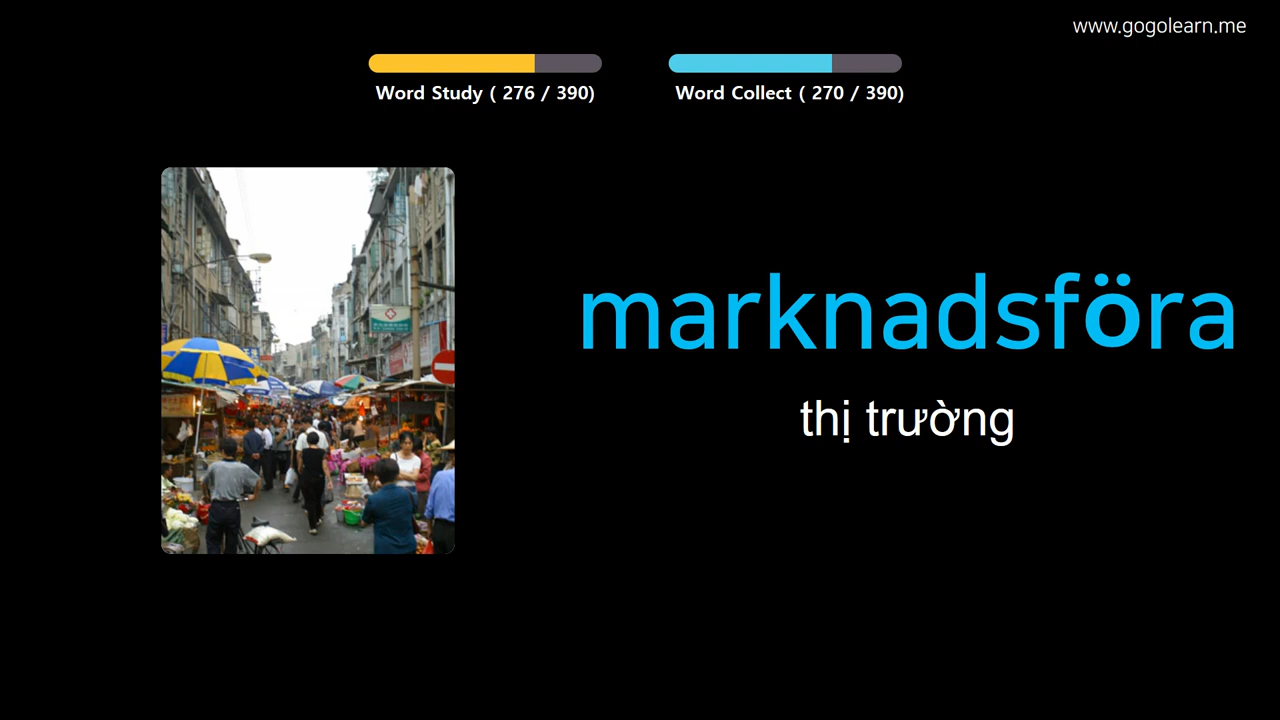 www.gogolearn.me
Word Study ( 276 / 390)
Word Collect ( 270 / 390)
marknadsföra
thị trường